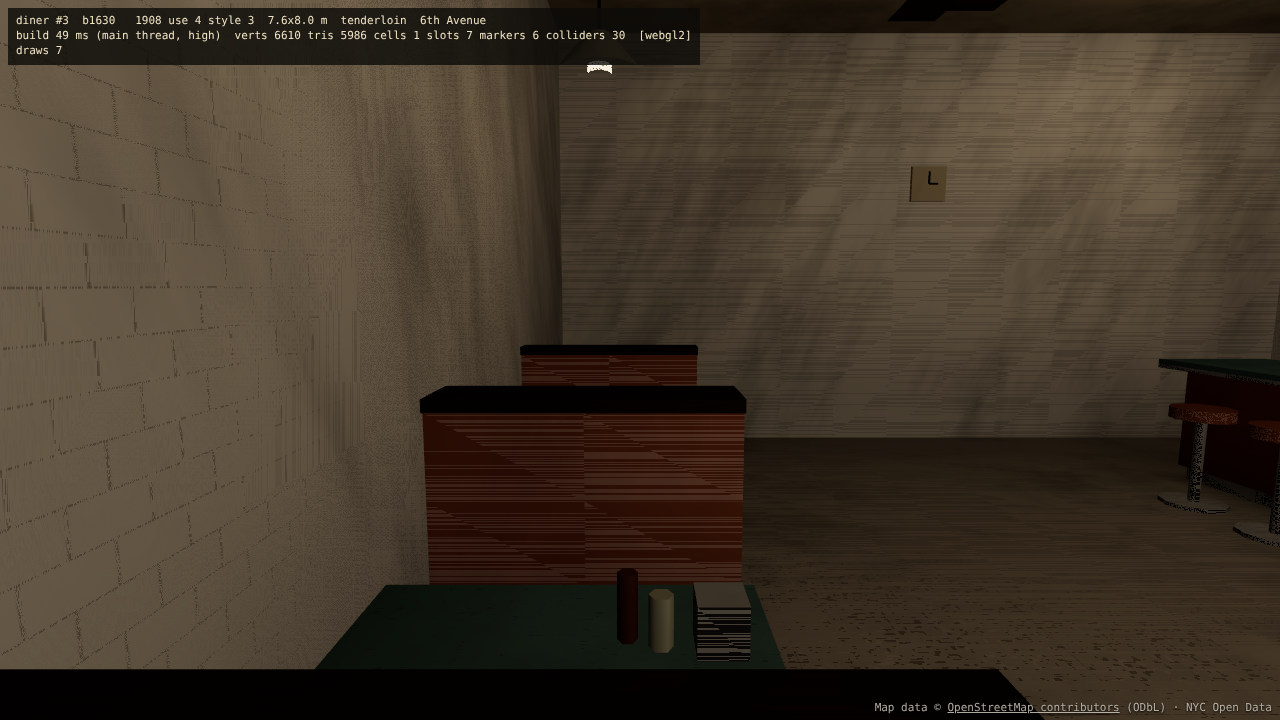 diner #3  b1630   1908 use 4 style 3  7.6x8.0 m  tenderloin  6th Avenue
build 49 ms (main thread, high)  verts 6610 tris 5986 cells 1 slots 7 markers 6 colliders 30  [webgl2]
draws 7
Map data © OpenStreetMap contributors (ODbL) · NYC Open Data